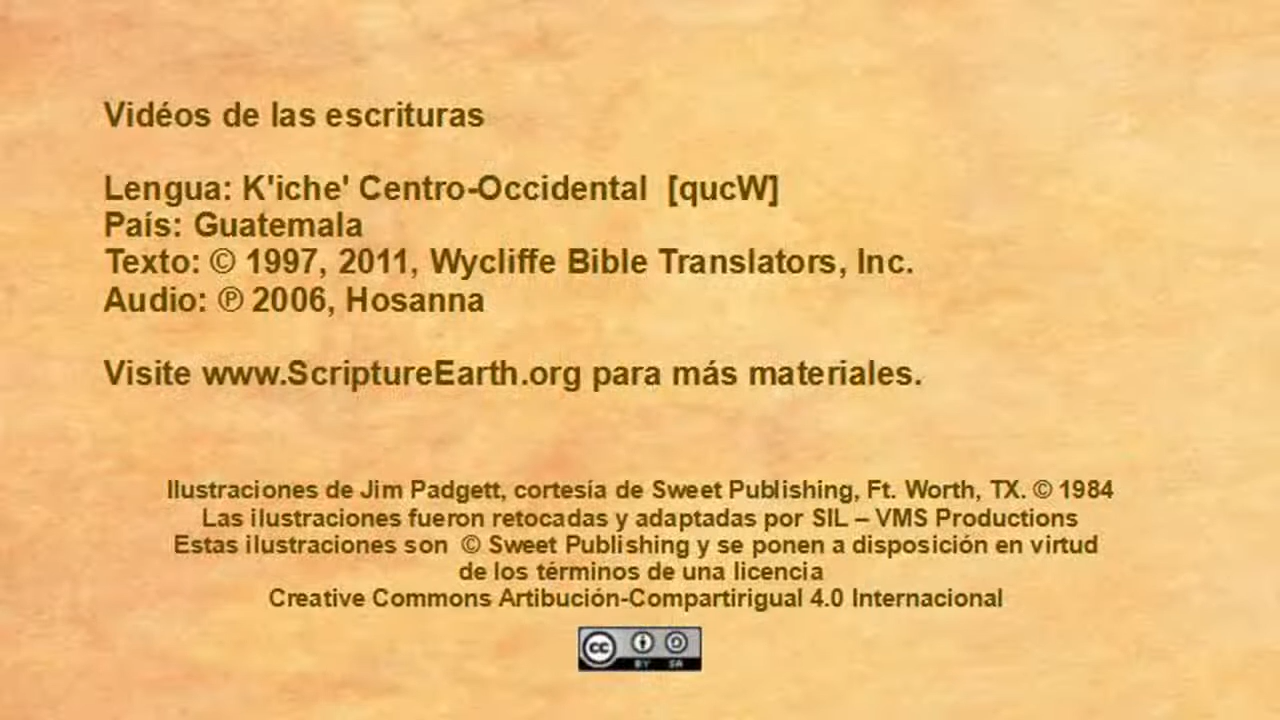 Vidéos de las escrituras
Lengua: K'iche' Centro-Occidental [qucW]
País: Guatemala
Texto: © 1997, 2011, Wycliffe Bible Translators, Inc.
Audio: ℗ 2006, Hosanna
Visite www.ScriptureEarth.org para más materiales.
Ilustraciones de Jim Padgett, cortesía de Sweet Publishing, Ft. Worth, TX. © 1984
Las ilustraciones fueron retocadas y adaptadas por SIL – VMS Productions
Estas ilustraciones son © Sweet Publishing y se ponen a disposición en virtud
de los términos de una licencia
Creative Commons Artibución-Compartirigual 4.0 Internacional
cc BY SA